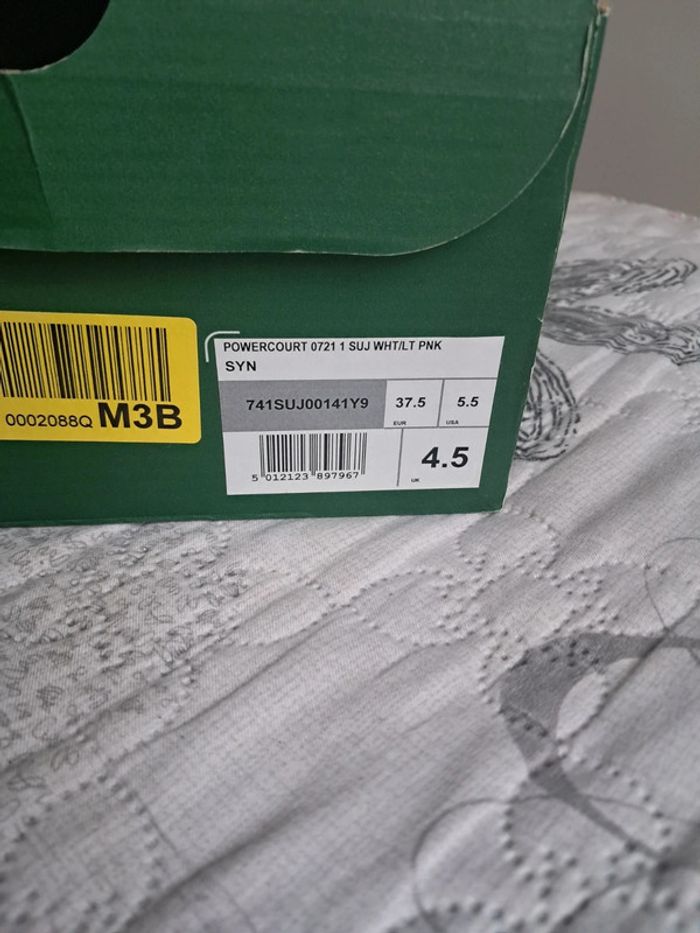 0002088Q M3B
POWERCOURT 0721 1 SUJ WHT/LT PNK
SYN
741SUJ00141Y9 37.5 5.5
EUR USA
5 012123 897967 4.5
UK